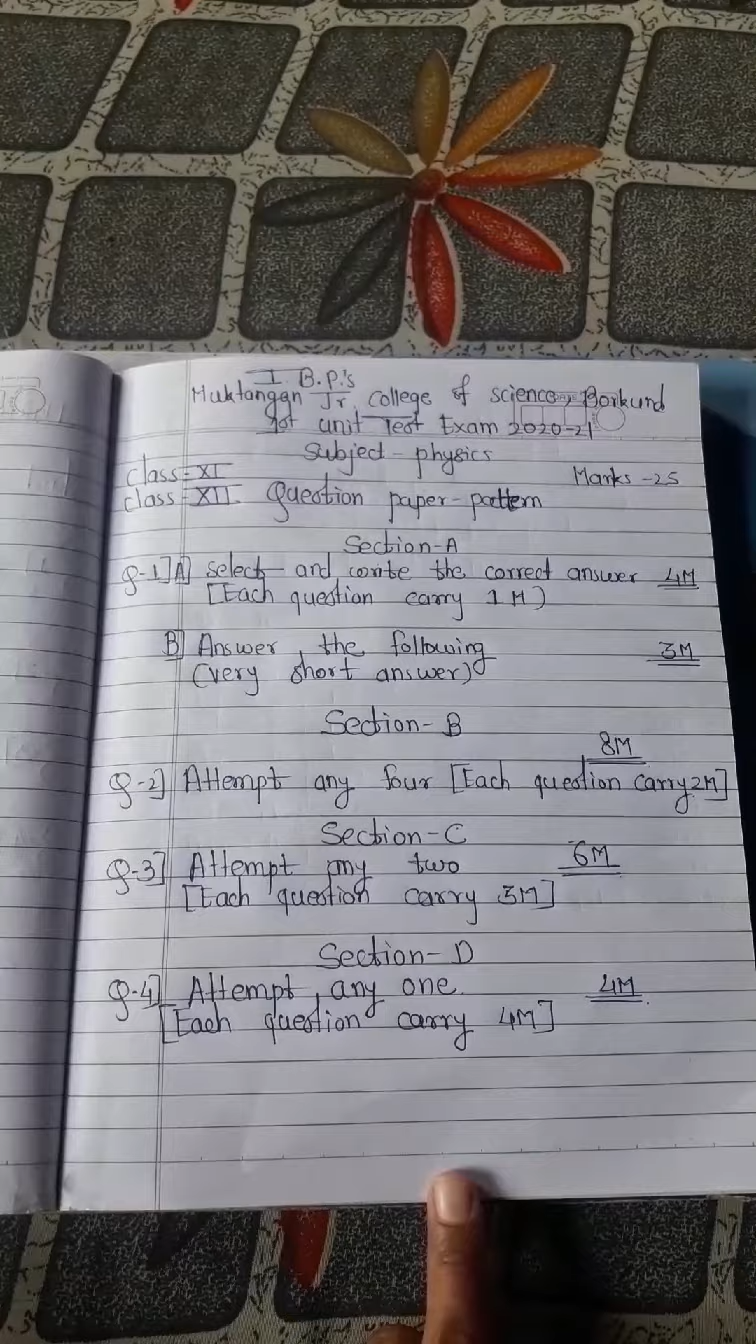 I. B.P.'s
Muktangan Jr. College of science, Borkund
1st unit Test Exam 2020-21
Subject - physics
class - XI
Marks - 25
class - XII Question paper-pattern
Section-A
Q-1] A] select and write the correct answer 4M
[Each question carry 1M)
B] Answer the following 3M
(very short answer)
Section-B
8M
Q-2] Attempt any four [Each question carry 2M]
Section-C
Q-3] Attempt any two 6M
[Each question carry 3M]
Section-D
Q-4] Attempt any one. 4M
[Each question carry 4M]